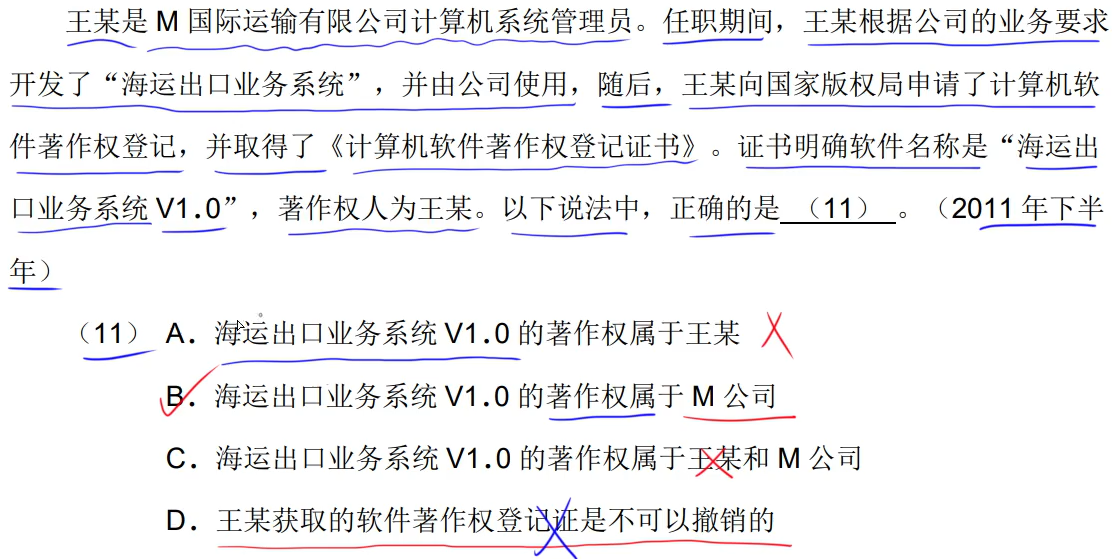 王某是 M 国际运输有限公司计算机系统管理员。任职期间，王某根据公司的业务要求
开发了“海运出口业务系统”，并由公司使用，随后，王某向国家版权局申请了计算机软
件著作权登记，并取得了《计算机软件著作权登记证书》。证书明确软件名称是“海运出
口业务系统 V1.0”，著作权人为王某。以下说法中，正确的是 （11） 。（2011 年下半
年）
（11） A．海运出口业务系统 V1.0 的著作权属于王某
B．海运出口业务系统 V1.0 的著作权属于 M 公司
C．海运出口业务系统 V1.0 的著作权属于王某和 M 公司
D．王某获取的软件著作权登记证是不可以撤销的